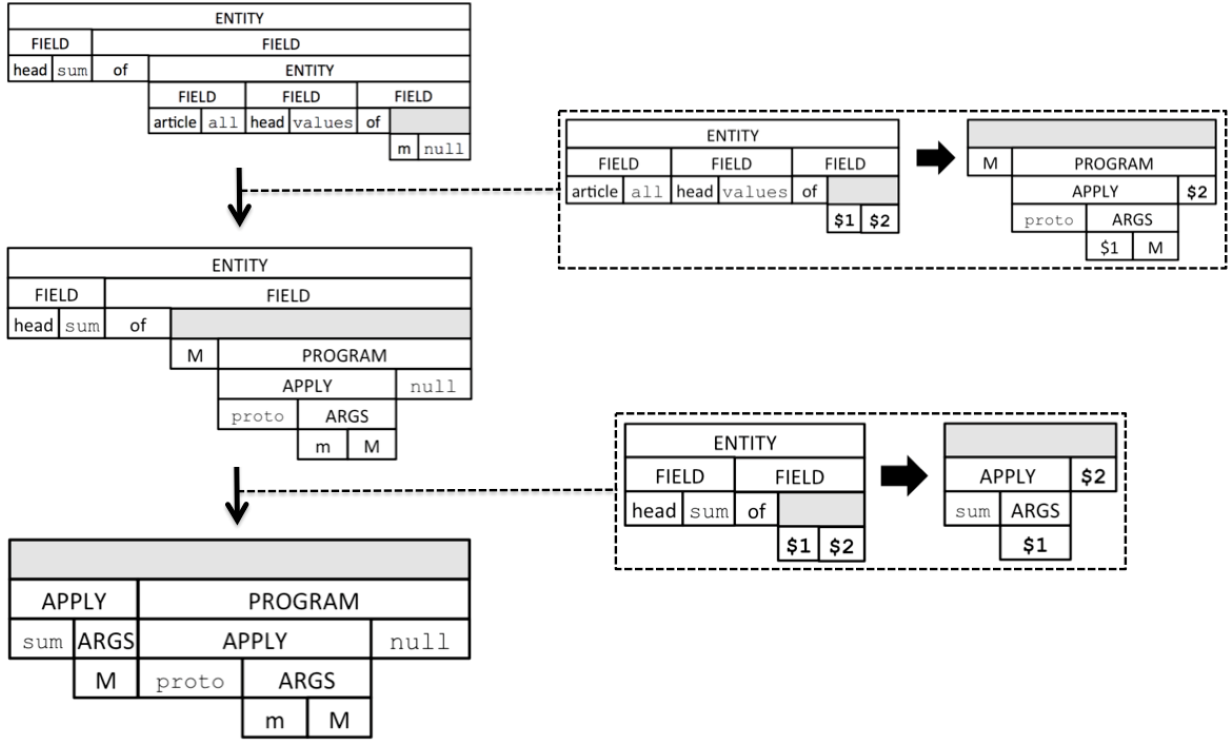 ENTITY
FIELD FIELD
head sum of ENTITY
FIELD FIELD FIELD
article all head values of
m null
ENTITY
FIELD FIELD FIELD
article all head values of
$1 $2
M PROGRAM
APPLY $2
proto ARGS
$1 M
ENTITY
FIELD FIELD
head sum of
M PROGRAM
APPLY null
proto ARGS
m M
ENTITY
FIELD FIELD
head sum of
$1 $2
APPLY $2
sum ARGS
$1
APPLY PROGRAM
sum ARGS APPLY null
M proto ARGS
m M